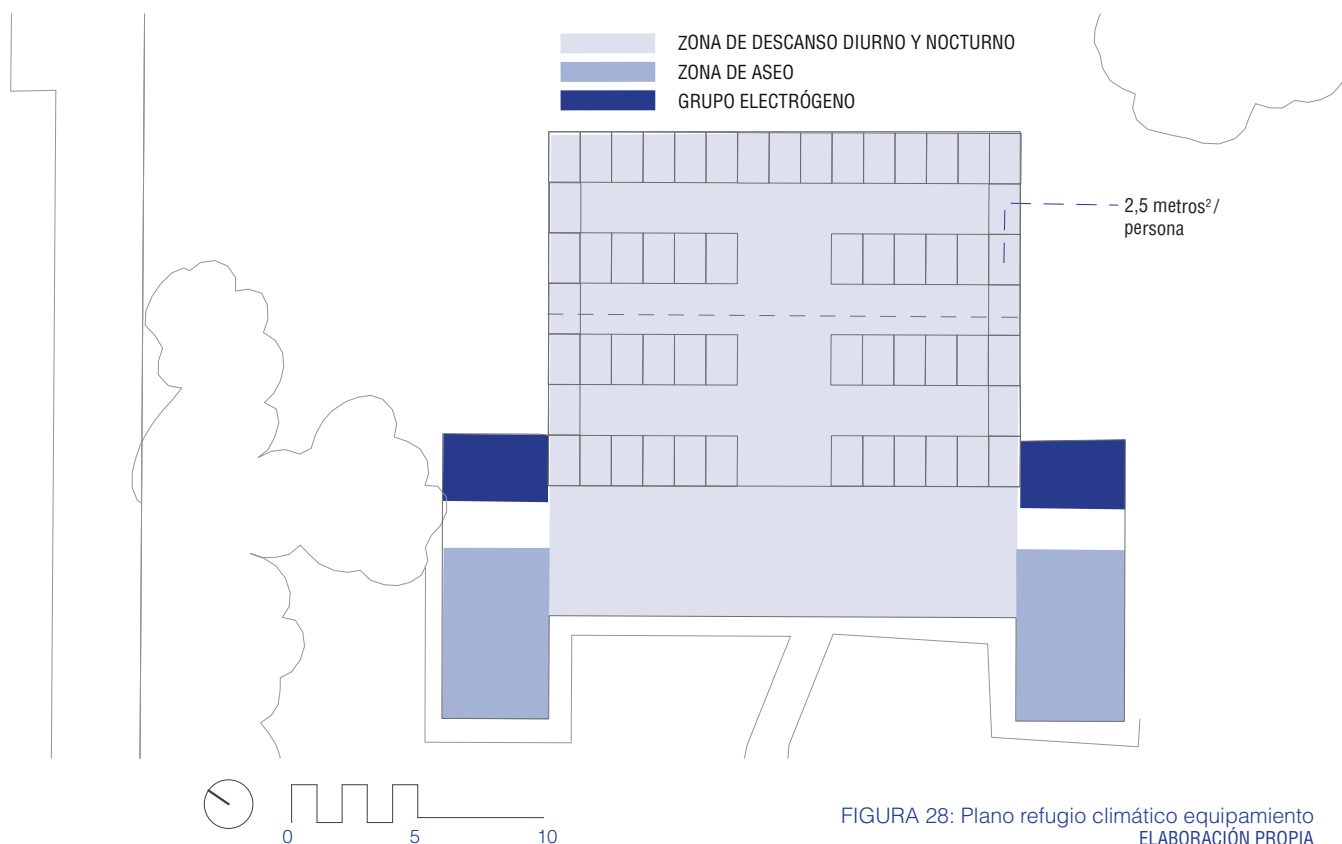 ZONA DE DESCANSO DIURNO Y NOCTURNO
ZONA DE ASEO
GRUPO ELECTRÓGENO
2,5 metros²/
persona
0 5 10
FIGURA 28: Plano refugio climático equipamiento
ELABORACIÓN PROPIA